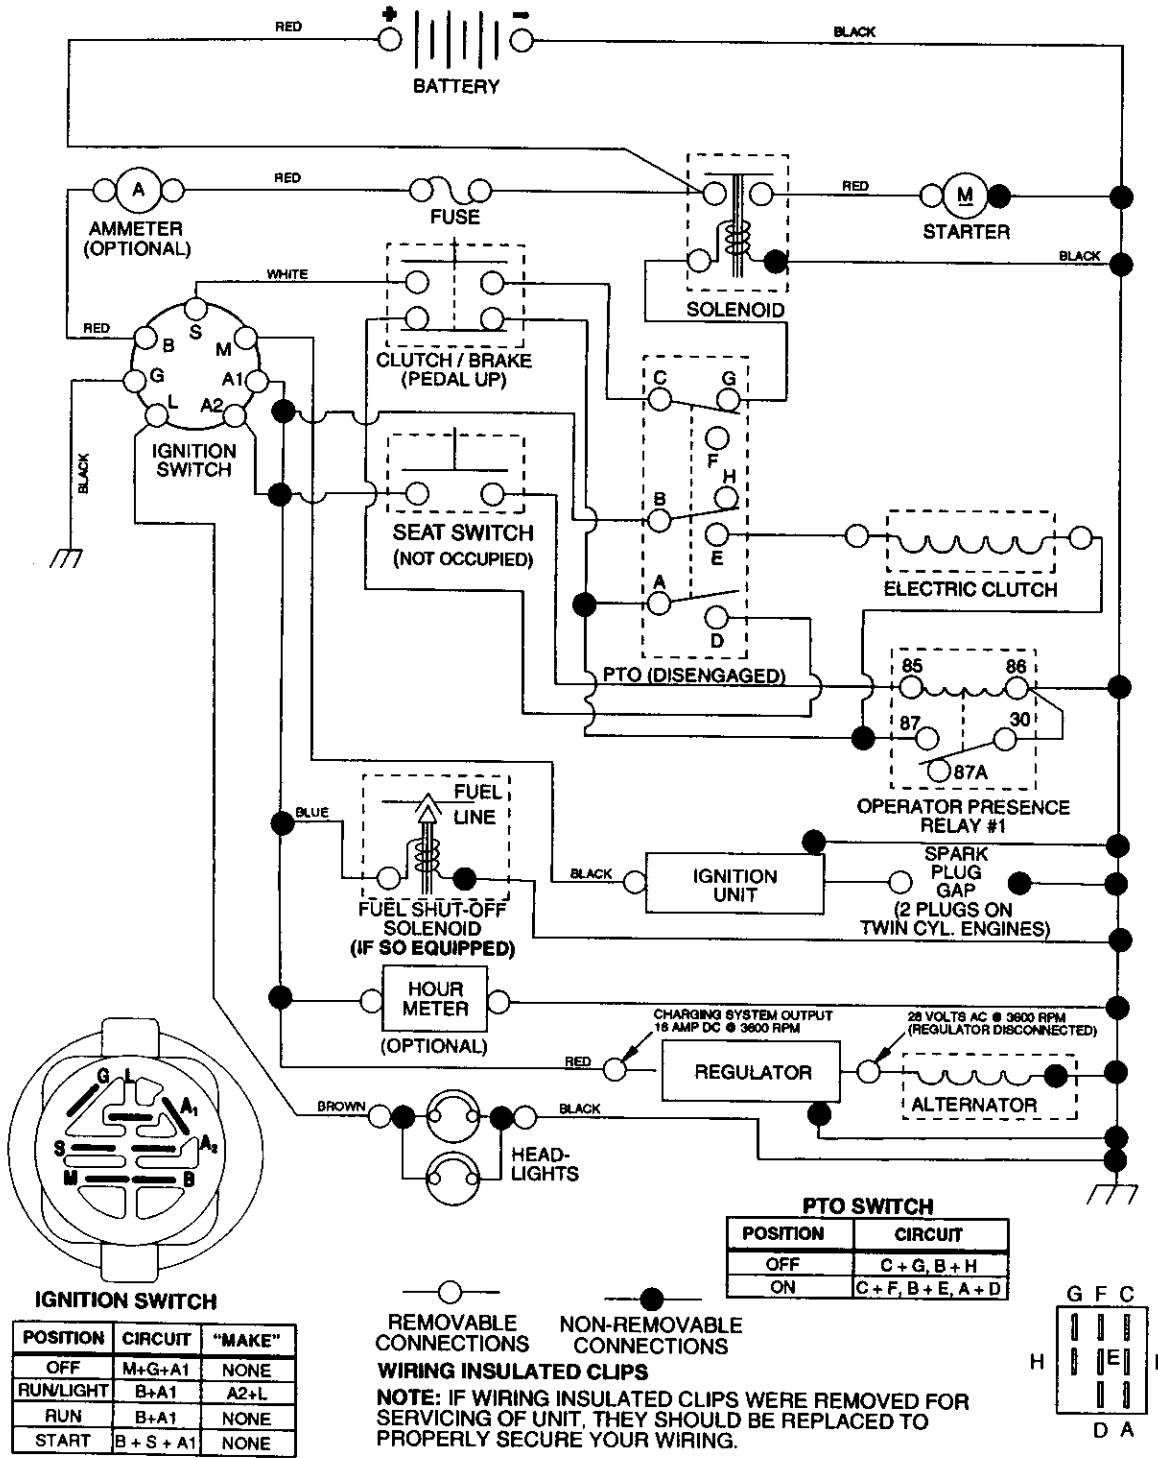 + −
RED
BLACK
BATTERY
A
RED
RED
M
AMMETER
(OPTIONAL)
FUSE
STARTER
WHITE
BLACK
SOLENOID
RED
S
B
M
G
A1
L
A2
CLUTCH / BRAKE
(PEDAL UP)
C
G
IGNITION
SWITCH
BLACK
F
H
B
SEAT SWITCH
(NOT OCCUPIED)
E
ELECTRIC CLUTCH
A
D
PTO (DISENGAGED)
85
86
87
30
87A
OPERATOR PRESENCE
RELAY #1
FUEL
LINE
BLUE
FUEL SHUT-OFF
SOLENOID
(IF SO EQUIPPED)
BLACK
IGNITION
UNIT
SPARK
PLUG
GAP
(2 PLUGS ON
TWIN CYL. ENGINES)
HOUR
METER
(OPTIONAL)
CHARGING SYSTEM OUTPUT
16 AMP DC @ 3600 RPM
28 VOLTS AC @ 3600 RPM
(REGULATOR DISCONNECTED)
RED
REGULATOR
ALTERNATOR
BROWN
BLACK
HEAD-
LIGHTS
G L
A1
S
A2
M
B
IGNITION SWITCH
POSITION CIRCUIT "MAKE"
OFF M+G+A1 NONE
RUN/LIGHT B+A1 A2+L
RUN B+A1 NONE
START B + S + A1 NONE
PTO SWITCH
POSITION CIRCUIT
OFF C + G, B + H
ON C + F, B + E, A + D
REMOVABLE
CONNECTIONS
NON-REMOVABLE
CONNECTIONS
WIRING INSULATED CLIPS
NOTE: IF WIRING INSULATED CLIPS WERE REMOVED FOR
SERVICING OF UNIT, THEY SHOULD BE REPLACED TO
PROPERLY SECURE YOUR WIRING.
G F C
H E
D A